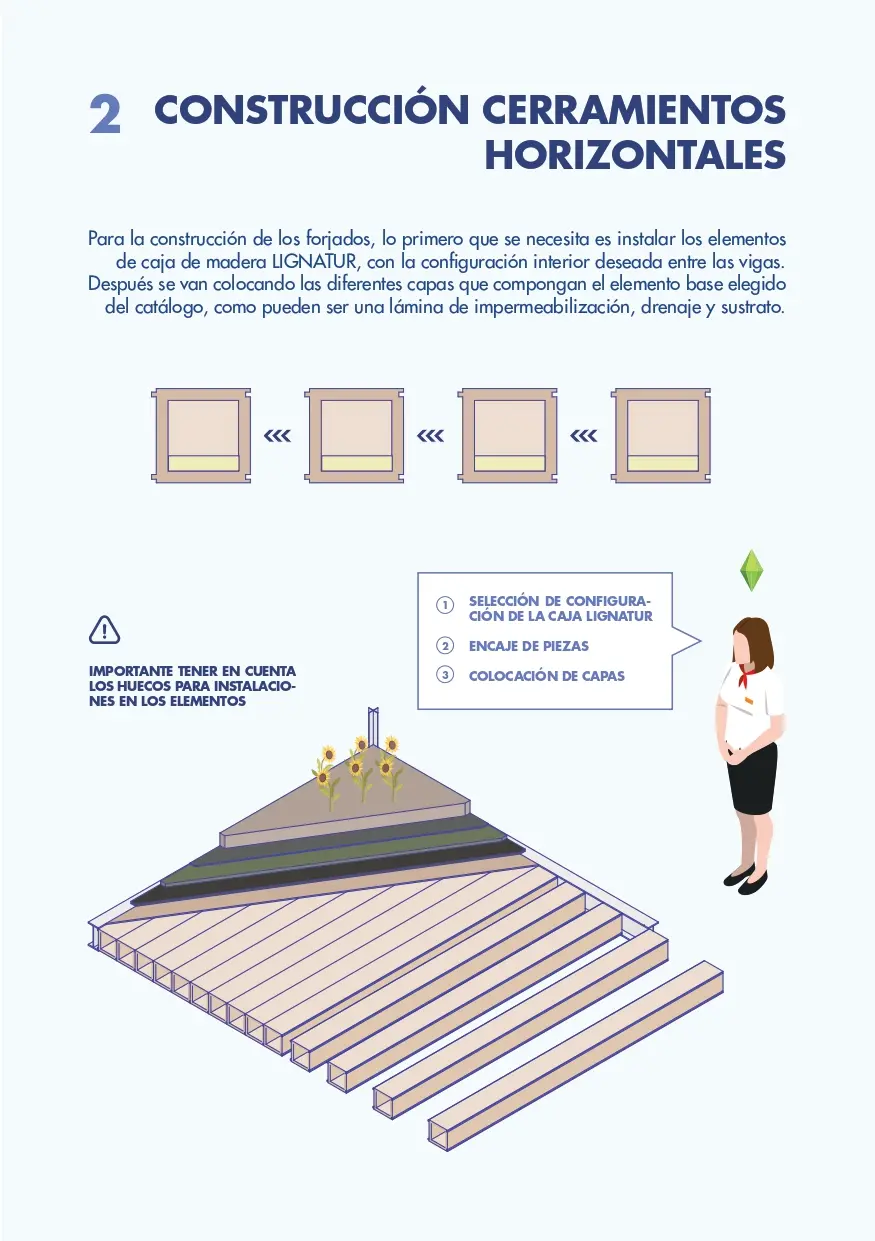 2 CONSTRUCCIÓN CERRAMIENTOS
HORIZONTALES
Para la construcción de los forjados, lo primero que se necesita es instalar los elementos
de caja de madera LIGNATUR, con la configuración interior deseada entre las vigas.
Después se van colocando las diferentes capas que compongan el elemento base elegido
del catálogo, como pueden ser una lámina de impermeabilización, drenaje y sustrato.
1 SELECCIÓN DE CONFIGURA-
CIÓN DE LA CAJA LIGNATUR
2 ENCAJE DE PIEZAS
3 COLOCACIÓN DE CAPAS
IMPORTANTE TENER EN CUENTA
LOS HUECOS PARA INSTALACIO-
NES EN LOS ELEMENTOS